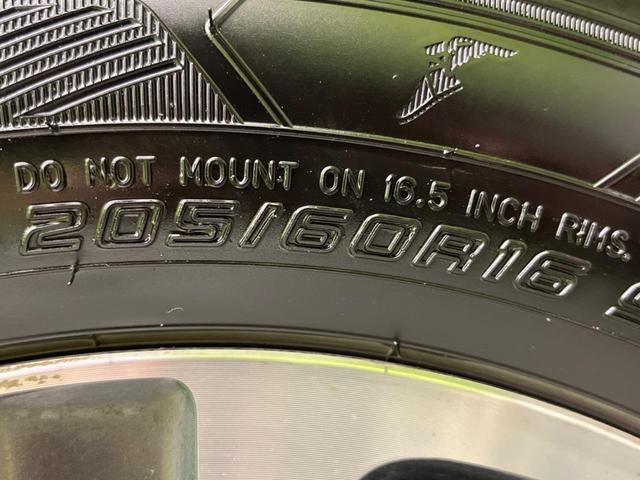 DO NOT MOUNT ON 16.5 INCH RIMS.
205/60R16